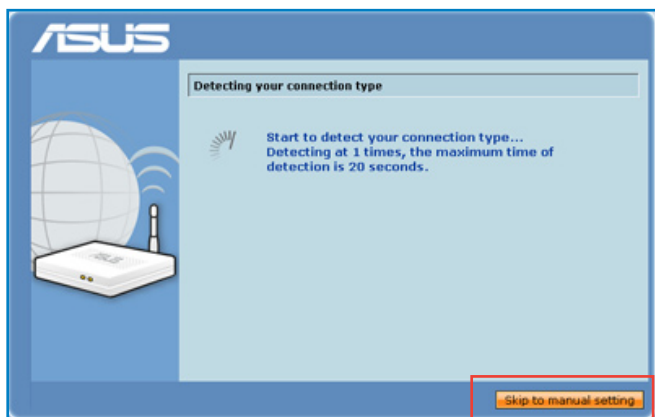 ASUS
Detecting your connection type
Start to detect your connection type...
Detecting at 1 times, the maximum time of
detection is 20 seconds.
ASUS
Skip to manual setting